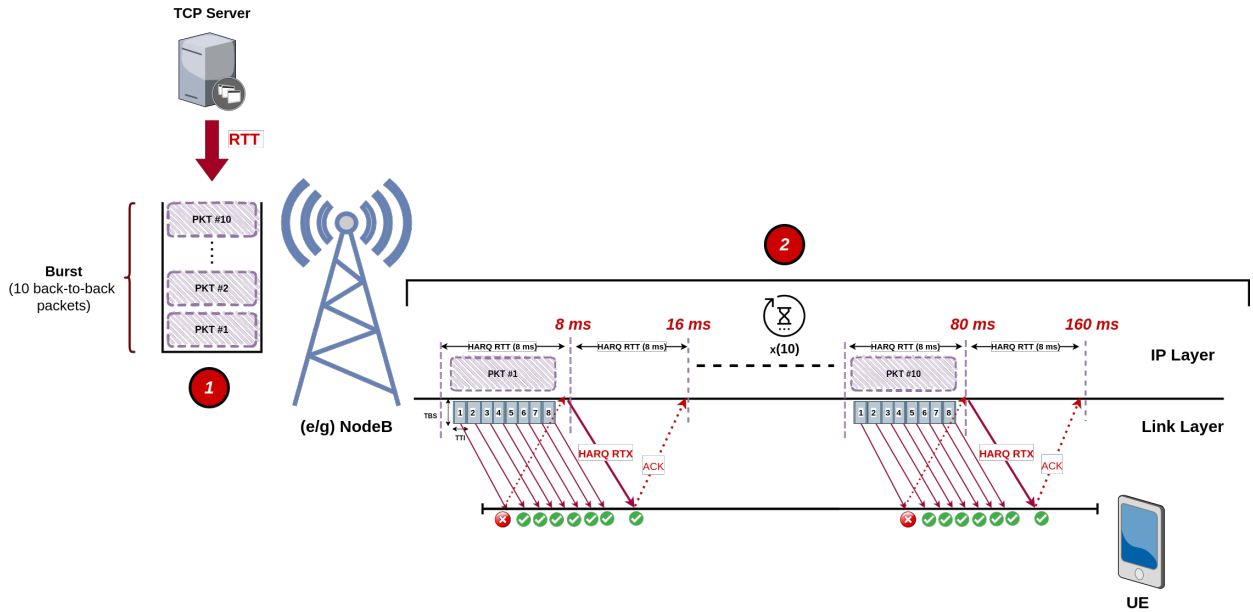 TCP Server
RTT
PKT #10
PKT #2
PKT #1
Burst
(10 back-to-back
packets)
1
(e/g) NodeB
2
8 ms
16 ms
x(10)
80 ms
160 ms
HARQ RTT (8 ms)
HARQ RTT (8 ms)
HARQ RTT (8 ms)
HARQ RTT (8 ms)
IP Layer
PKT #1
PKT #10
TBS
1 2 3 4 5 6 7 8
TTI
1 2 3 4 5 6 7 8
Link Layer
HARQ RTX
ACK
HARQ RTX
ACK
UE